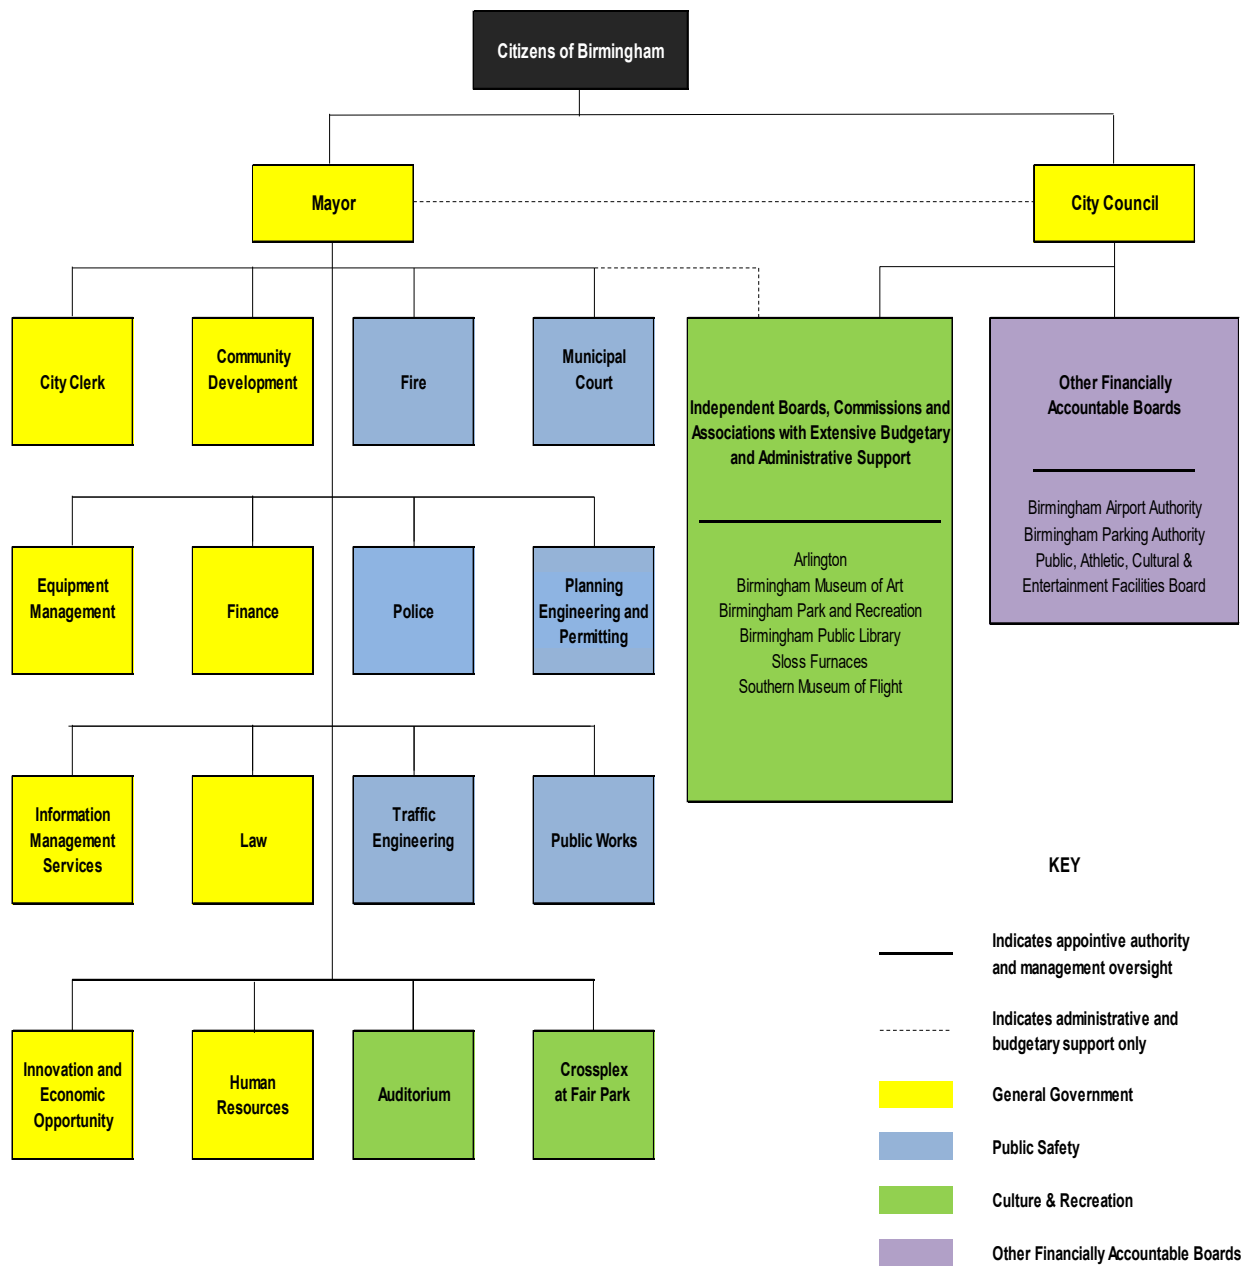 Citizens of Birmingham
Mayor
City Council
City Clerk
Community
Development
Fire
Municipal
Court
Independent Boards, Commissions and
Associations with Extensive Budgetary
and Administrative Support
Arlington
Birmingham Museum of Art
Birmingham Park and Recreation
Birmingham Public Library
Sloss Furnaces
Southern Museum of Flight
Other Financially
Accountable Boards
Birmingham Airport Authority
Birmingham Parking Authority
Public, Athletic, Cultural &
Entertainment Facilities Board
Equipment
Management
Finance
Police
Planning
Engineering and
Permitting
Information
Management
Services
Law
Traffic
Engineering
Public Works
Innovation and
Economic
Opportunity
Human
Resources
Auditorium
Crossplex
at Fair Park
KEY
Indicates appointive authority
and management oversight
Indicates administrative and
budgetary support only
General Government
Public Safety
Culture & Recreation
Other Financially Accountable Boards